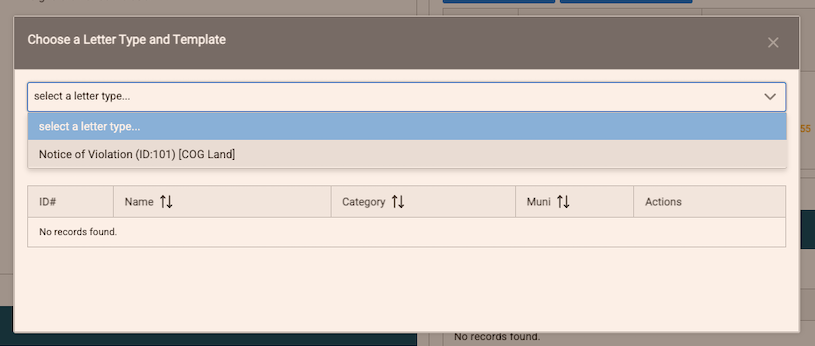 Choose a Letter Type and Template
select a letter type...
select a letter type...
Notice of Violation (ID:101) [COG Land]
55
ID# Name Category Muni Actions
No records found.
No records found.